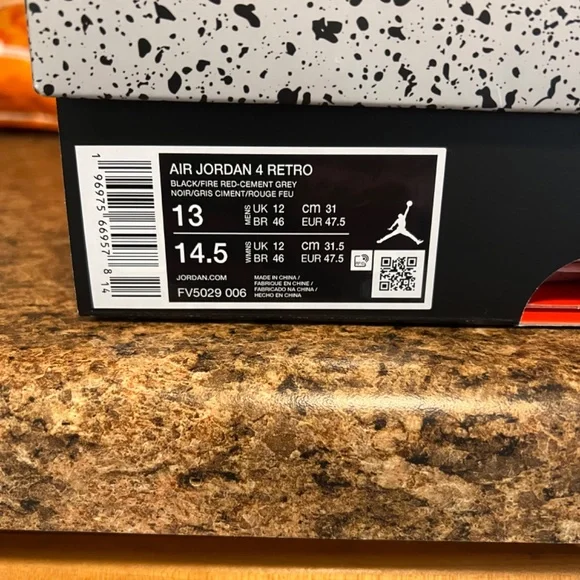 AIR JORDAN 4 RETRO
BLACK/FIRE RED-CEMENT GREY
NOIR/GRIS CIMENT/ROUGE FEU
13 MENS UK 12 CM 31
BR 46 EUR 47.5
14.5 WMNS UK 12 CM 31.5
BR 46 EUR 47.5
JORDAN.COM
FV5029 006
MADE IN CHINA /
FABRIQUE EN CHINE /
FABRICADO NA CHINA /
HECHO EN CHINA
1 96975 66957 8 14